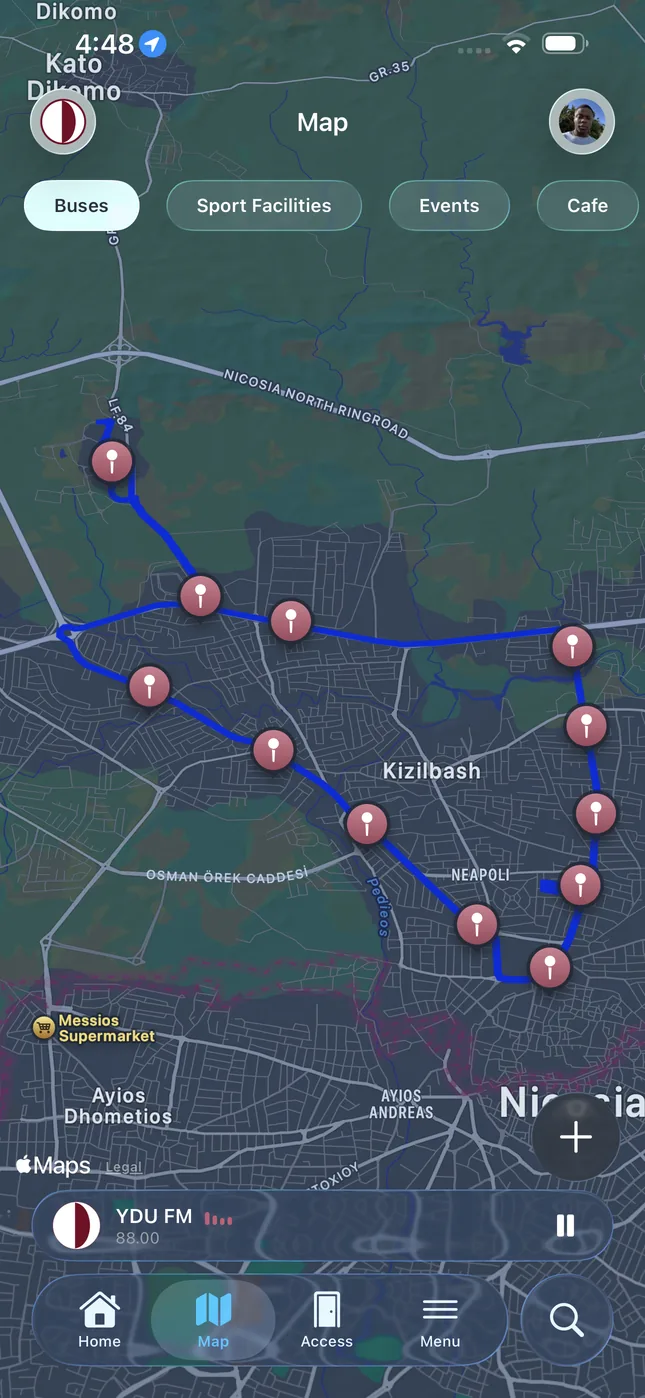 Dikomo
4:48
Kato
Dikomo
GR.35
Map
Buses
Sport Facilities
Events
Cafe
NICOSIA NORTH RINGROAD
LF.84
Kizilbash
NEAPOLI
OSMAN ÖREK CADDESİ
Pedieos
Messios
Supermarket
Ayios
Dhometios
AYIOS
ANDREAS
Maps
Legal
YDU FM
88.00
Home
Map
Access
Menu